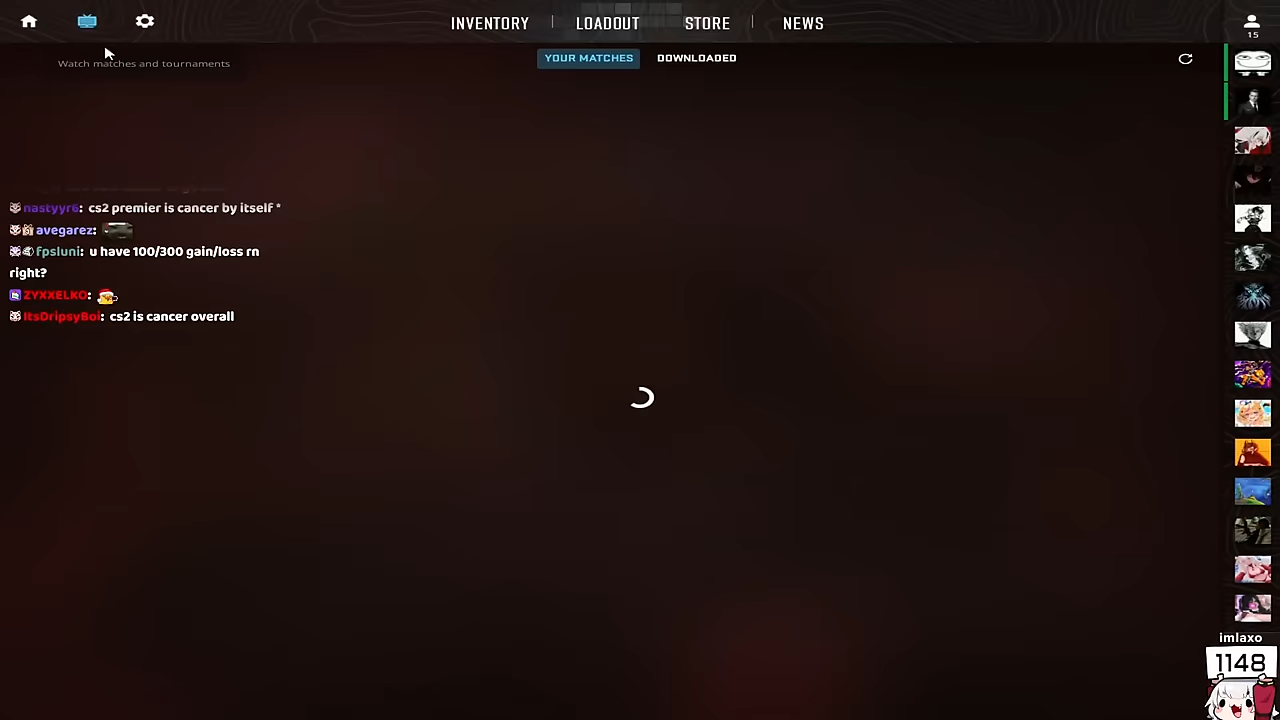 INVENTORY LOADOUT STORE NEWS
15
Watch matches and tournaments
YOUR MATCHES DOWNLOADED
nastyyr6: cs2 premier is cancer by itself *
avegarez:
fpsluni: u have 100/300 gain/loss rn
right?
ZYXXELKO:
ItsDripsyBoi: cs2 is cancer overall
imlaxo
1148